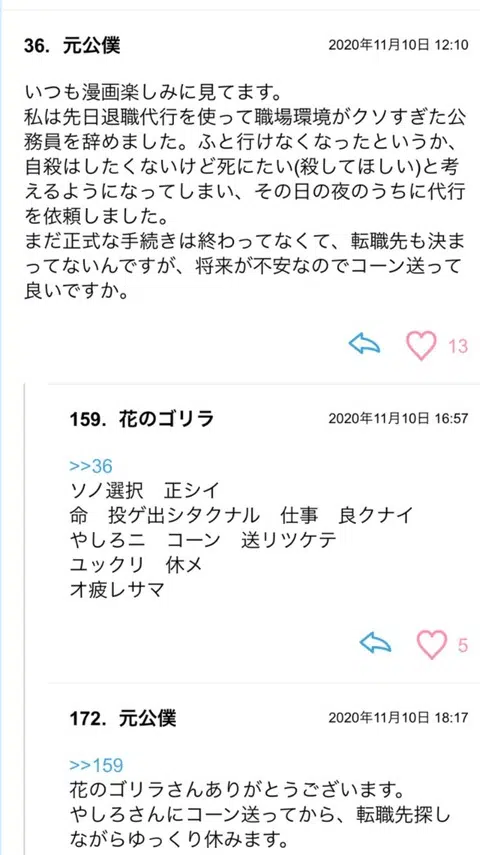 36. 元公僕 2020年11月10日 12:10
いつも漫画楽しみに見てます。
私は先日退職代行を使って職場環境がクソすぎた公
務員を辞めました。ふと行けなくなったというか、
自殺はしたくないけど死にたい(殺してほしい)と考
えるようになってしまい、その日の夜のうちに代行
を依頼しました。
まだ正式な手続きは終わってなくて、転職先も決ま
ってないんですが、将来が不安なのでコーン送って
良いですか。
13
159. 花のゴリラ 2020年11月10日 16:57
>>36
ソノ選択　正シイ
命　投ゲ出シタクナル　仕事　良クナイ
やしろニ　コーン　送リツケテ
ユックリ　休メ
オ疲レサマ
5
172. 元公僕 2020年11月10日 18:17
>>159
花のゴリラさんありがとうございます。
やしろさんにコーン送ってから、転職先探し
ながらゆっくり休みます。